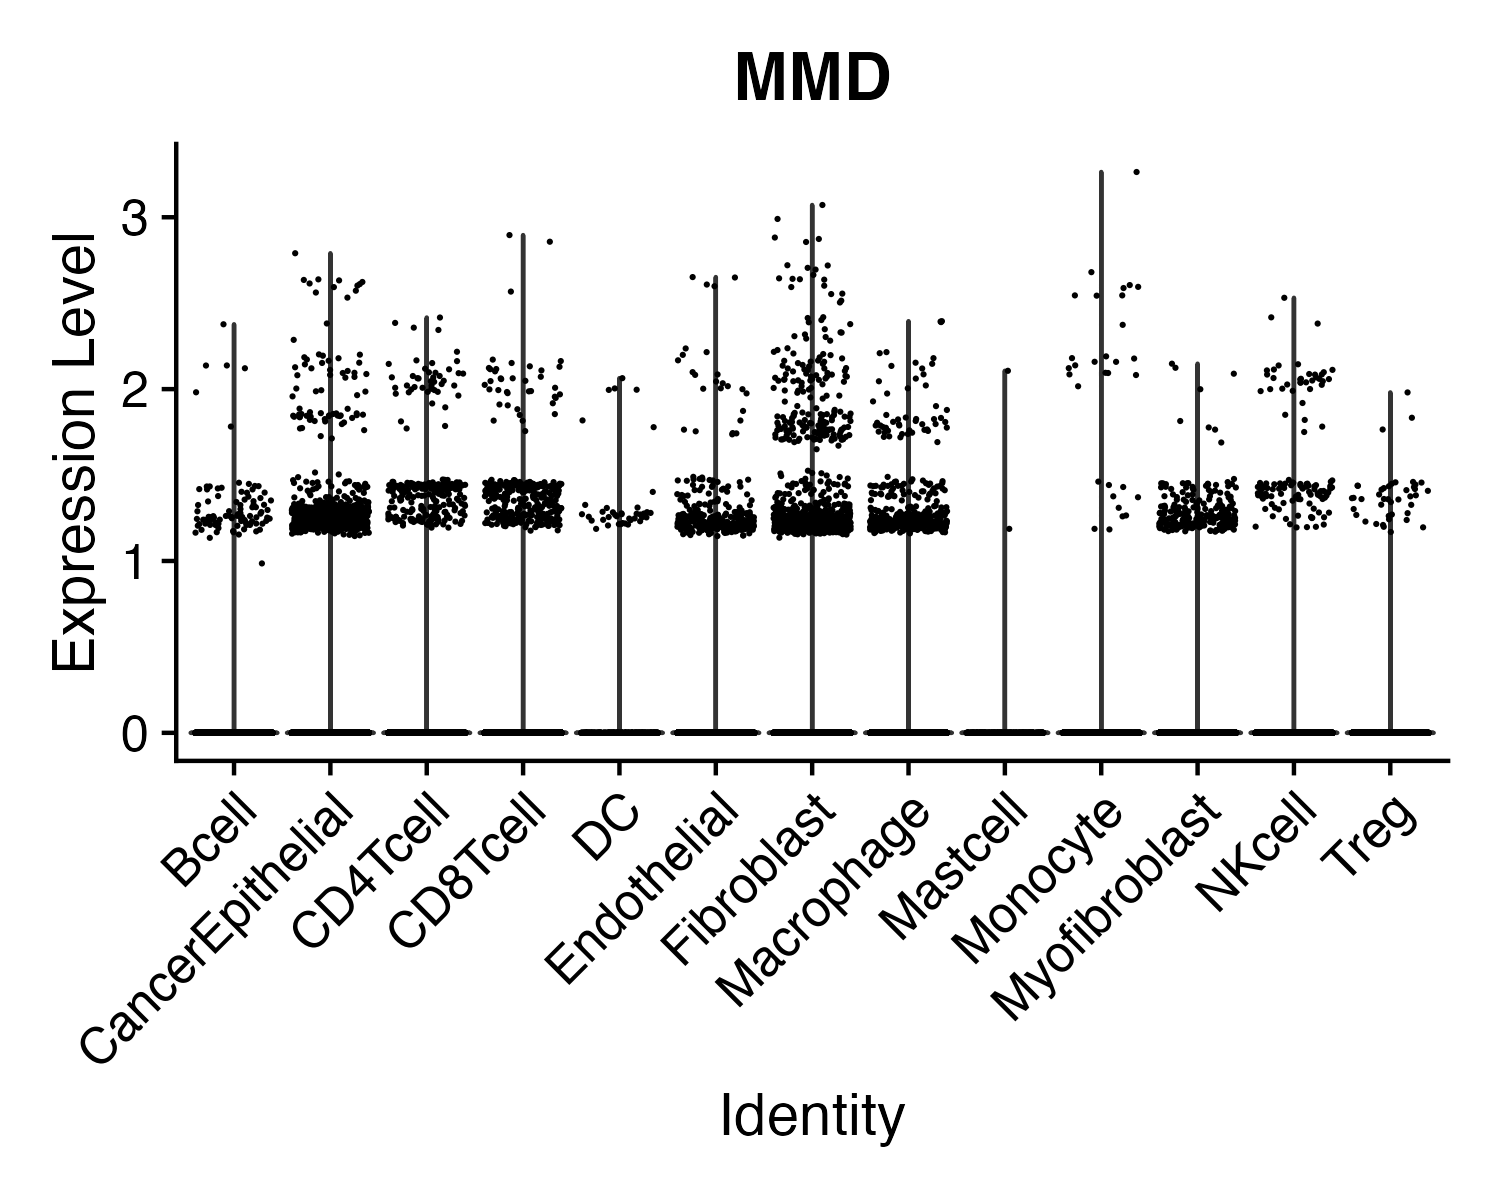 MMD
Expression Level
3
2
1
0
Bcell
CancerEpithelial
CD4Tcell
CD8Tcell
DC
Endothelial
Fibroblast
Macrophage
Mastcell
Monocyte
Myofibroblast
NKcell
Treg
Identity